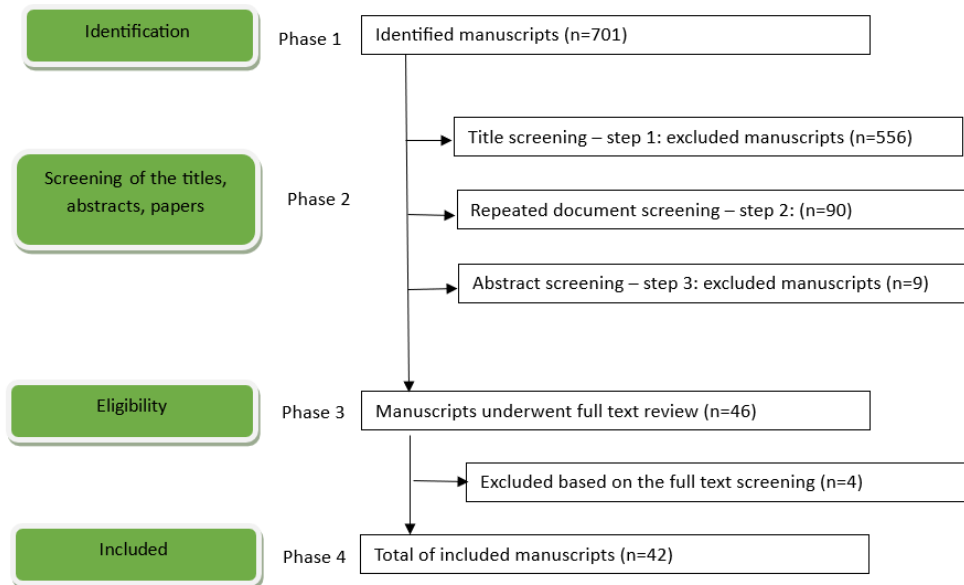 Identification
Phase 1
Identified manuscripts (n=701)
Title screening – step 1: excluded manuscripts (n=556)
Screening of the titles,
abstracts, papers
Phase 2
Repeated document screening – step 2: (n=90)
Abstract screening – step 3: excluded manuscripts (n=9)
Eligibility
Phase 3
Manuscripts underwent full text review (n=46)
Excluded based on the full text screening (n=4)
Included
Phase 4
Total of included manuscripts (n=42)